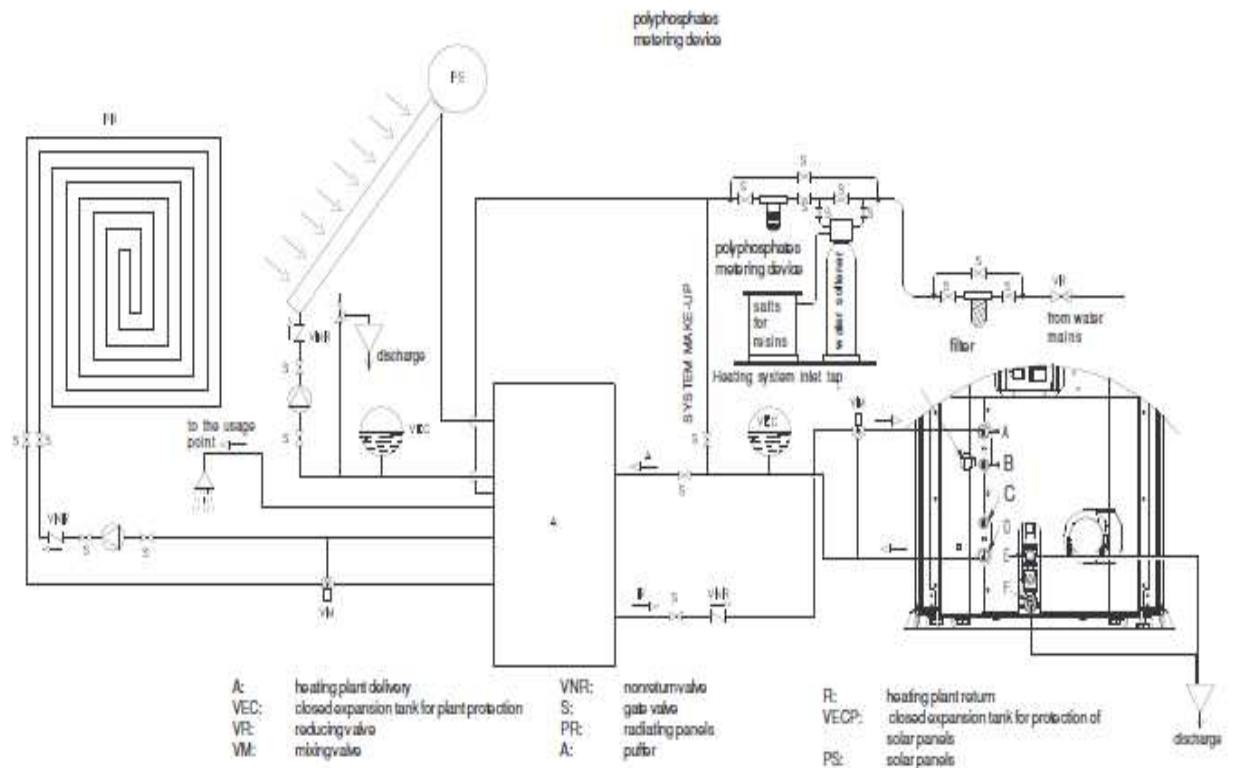 polyphosphates
metering device
PS
PR
S
S
S
S
S
polyphosphates
metering device
water softener
salts
for
resins
Heating system inlet tap
SYSTEM MAKE-UP
S
S
S
VR
from water
mains
filter
VNR
discharge
S
S
VEC
to the usage
point
S
S
VNR
S
S
VM
A
A
S
S
VEC
VM
R
S
VNR
A
B
C
D
E
F
discharge
A: heating plant delivery
VEC: closed expansion tank for plant protection
VR: reducing valve
VM: mixing valve
VNR: nonreturn valve
S: gate valve
PR: radiating panels
A: puffer
R: heating plant return
VECP: closed expansion tank for protection of
solar panels
PS: solar panels